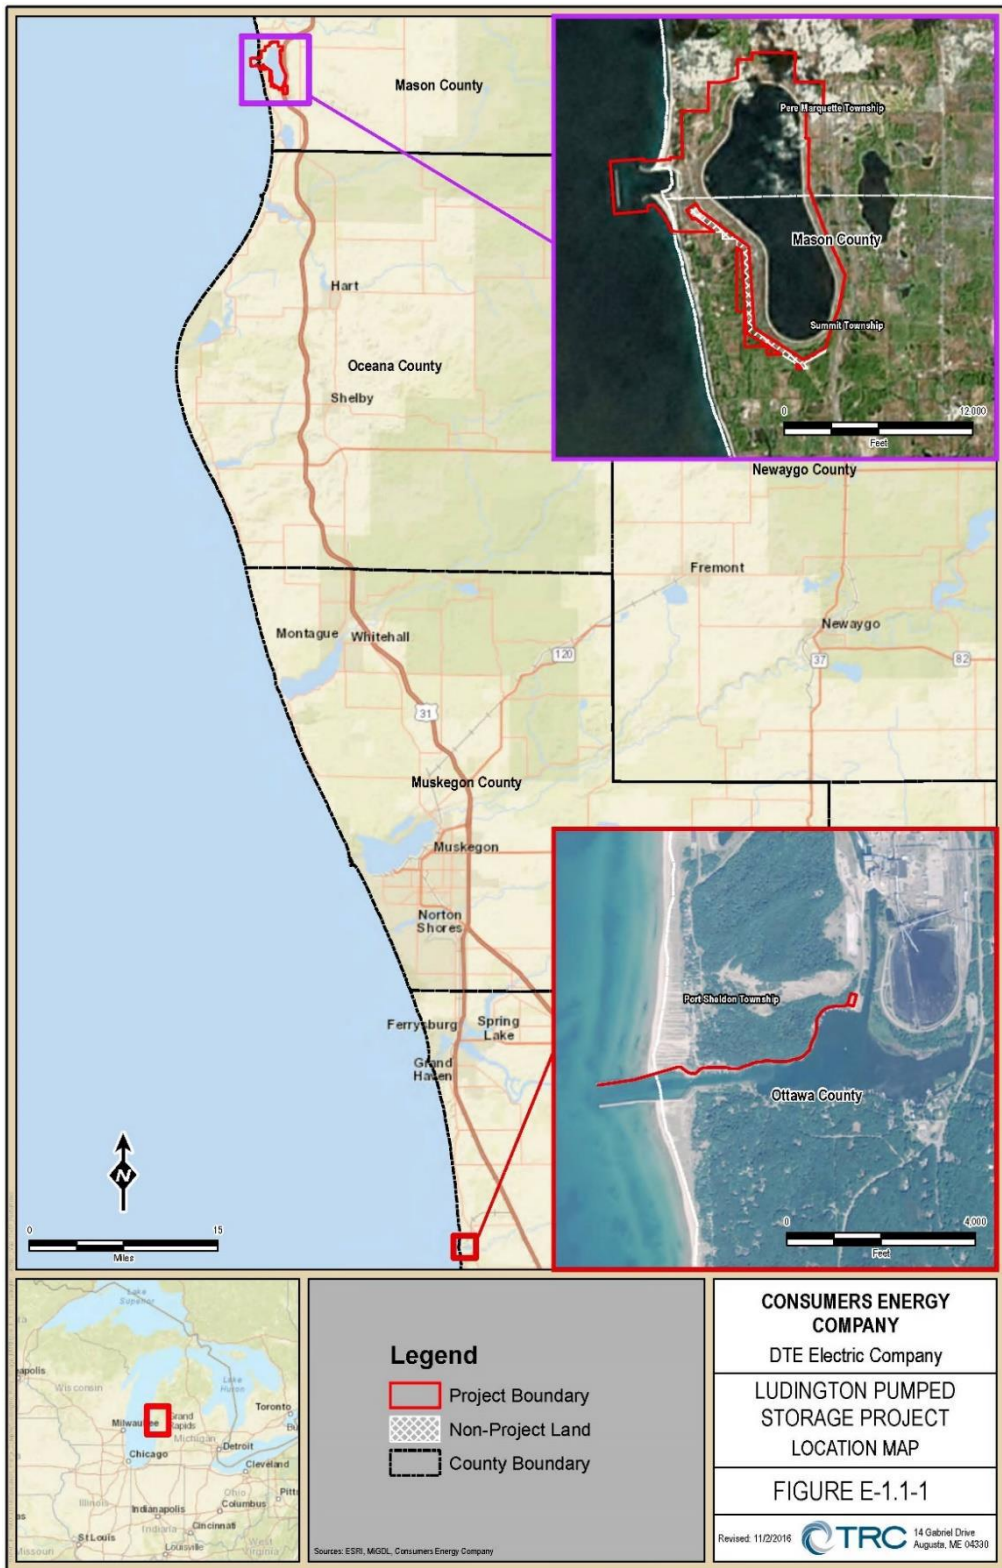 Mason County
Pere Marquette Township
Mason County
Summit Township
0
12,000
Feet
Hart
Oceana County
Shelby
Newaygo County
Fremont
Newaygo
Montague
Whitehall
120
37
82
31
Muskegon County
Muskegon
Norton
Shores
Port Sheldon Township
Ottawa County
0
4,000
Feet
Ferrysburg
Spring
Lake
Grand
Haven
N
0
15
Miles
Lake
Superior
apolis
Wisconsin
Lake
Huron
Toronto
Milwaukee
Grand
Rapids
Michigan
Detroit
Chicago
Cleveland
Ohio
Illinois
Indianapolis
Columbus
Indiana
Cincinnati
St Louis
West
Virginia
Missouri
Louisville
Legend
Project Boundary
Non-Project Land
County Boundary
Sources: ESRI, MiGDL, Consumers Energy Company
CONSUMERS ENERGY
COMPANY
DTE Electric Company
LUDINGTON PUMPED
STORAGE PROJECT
LOCATION MAP
FIGURE E-1.1-1
Revised: 11/2/2016
TRC
14 Gabriel Drive
Augusta, ME 04330